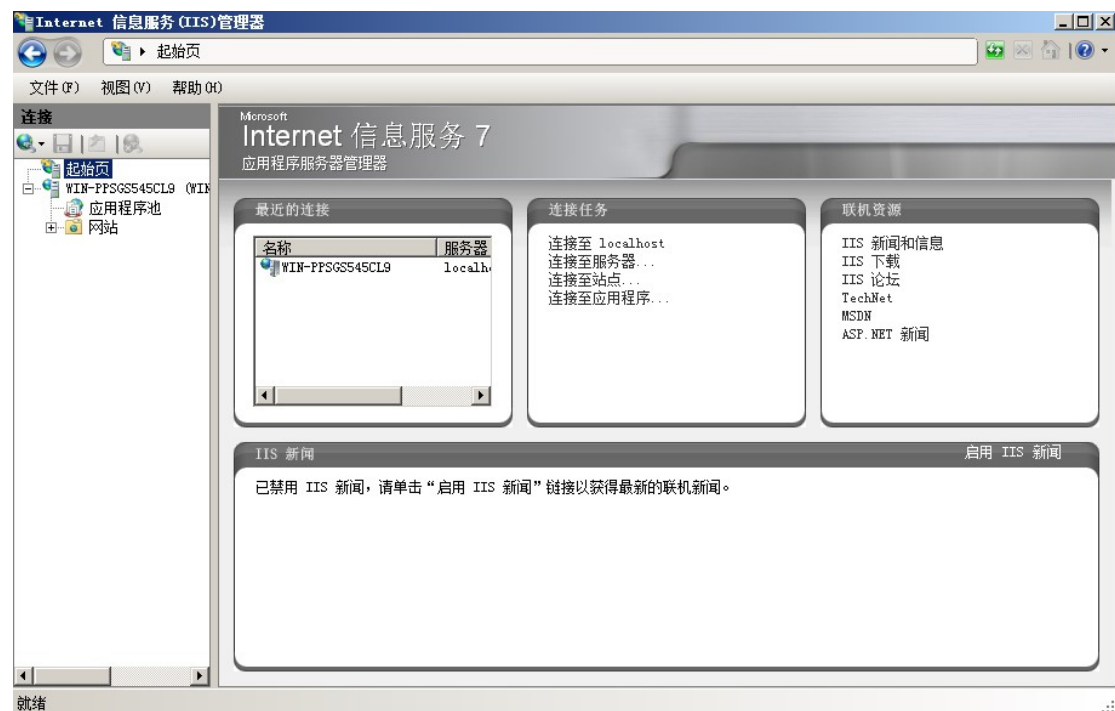 Internet 信息服务(IIS)管理器
起始页
文件(F) 视图(V) 帮助(H)
连接
起始页
WIN-PPSGS545CL9 (WIN
应用程序池
网站
Microsoft
Internet 信息服务 7
应用程序服务器管理器
最近的连接
名称 服务器
WIN-PPSGS545CL9 localh
连接任务
连接至 localhost
连接至服务器...
连接至站点...
连接至应用程序...
联机资源
IIS 新闻和信息
IIS 下载
IIS 论坛
TechNet
MSDN
ASP.NET 新闻
IIS 新闻 启用 IIS 新闻
已禁用 IIS 新闻，请单击“启用 IIS 新闻”链接以获得最新的联机新闻。
就绪